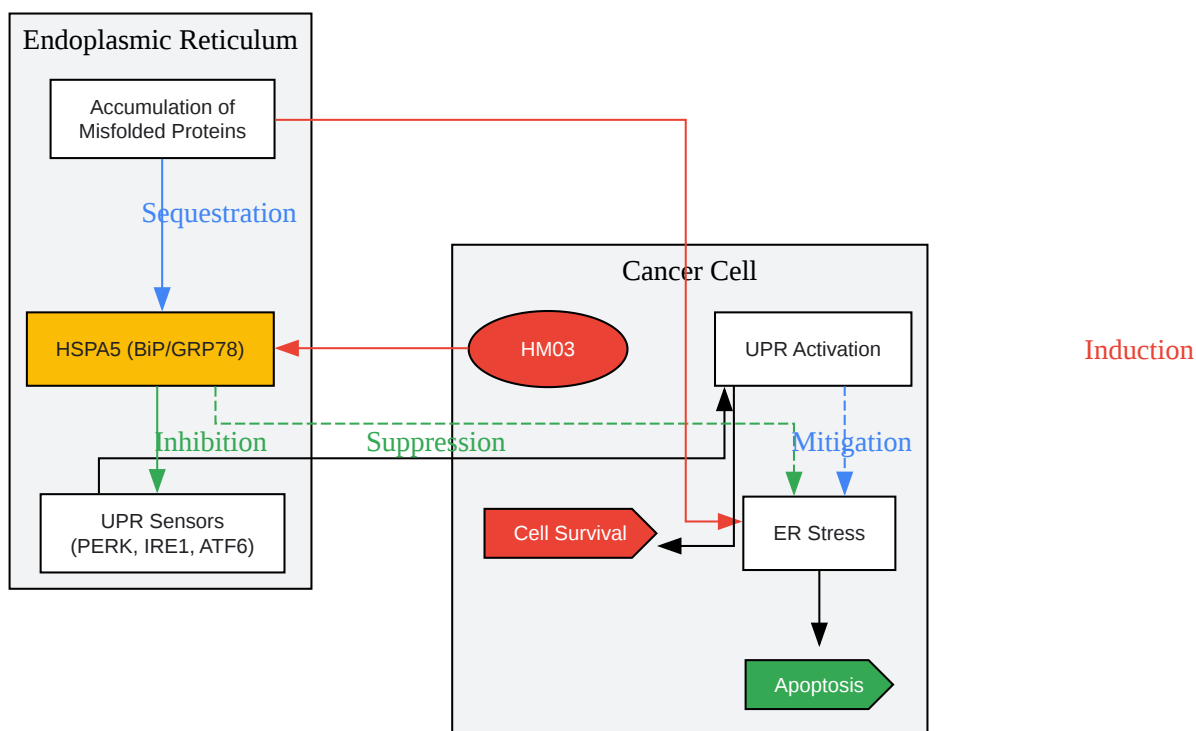 Endoplasmic Reticulum
Accumulation of
Misfolded Proteins
Sequestration
Cancer Cell
HSPA5 (BiP/GRP78)
HM03
UPR Activation
Induction
Inhibition
Suppression
Mitigation
UPR Sensors
(PERK, IRE1, ATF6)
Cell Survival
ER Stress
Apoptosis